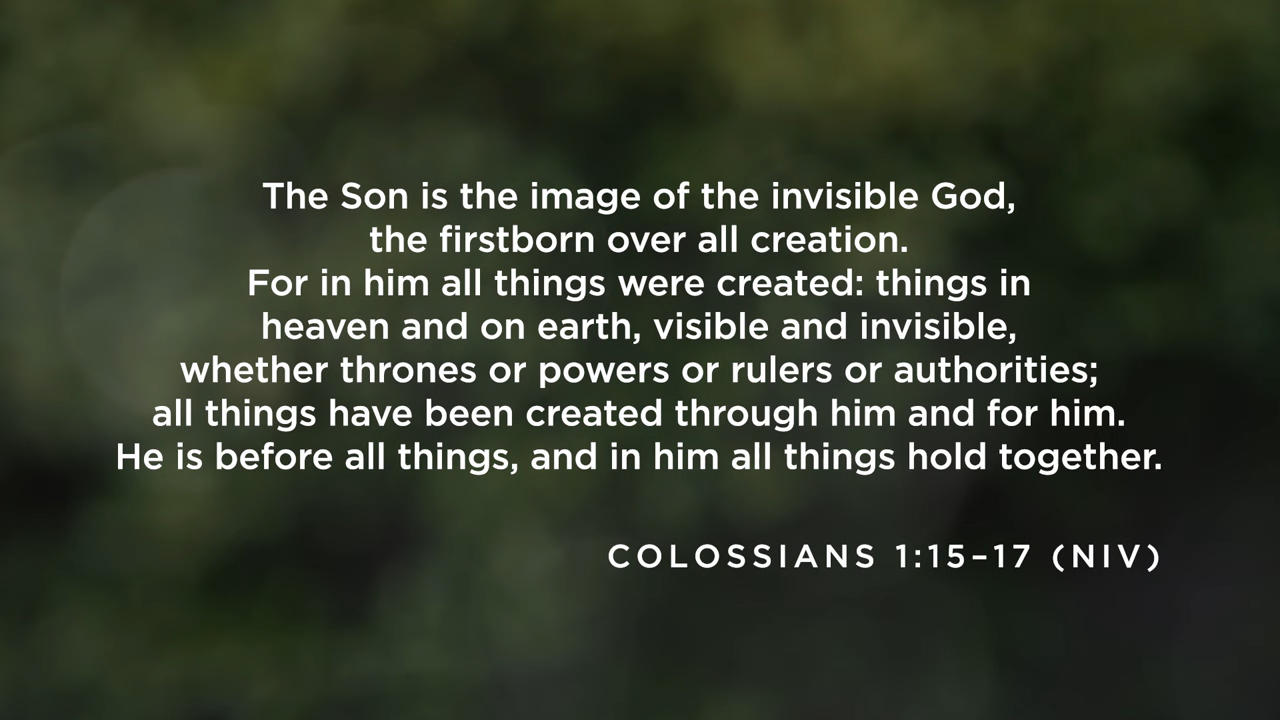 The Son is the image of the invisible God,
the firstborn over all creation.
For in him all things were created: things in
heaven and on earth, visible and invisible,
whether thrones or powers or rulers or authorities;
all things have been created through him and for him.
He is before all things, and in him all things hold together.
COLOSSIANS 1:15–17 (NIV)